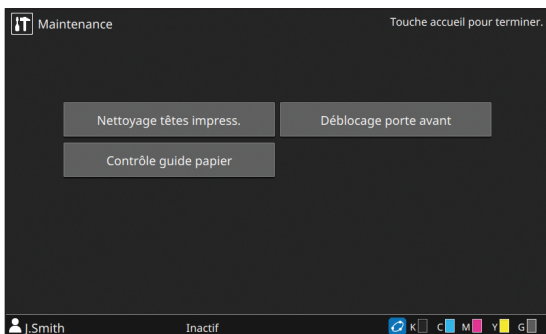 Maintenance
Touche accueil pour terminer.
Nettoyage têtes impress.
Déblocage porte avant
Contrôle guide papier
J.Smith
Inactif
K C M Y G